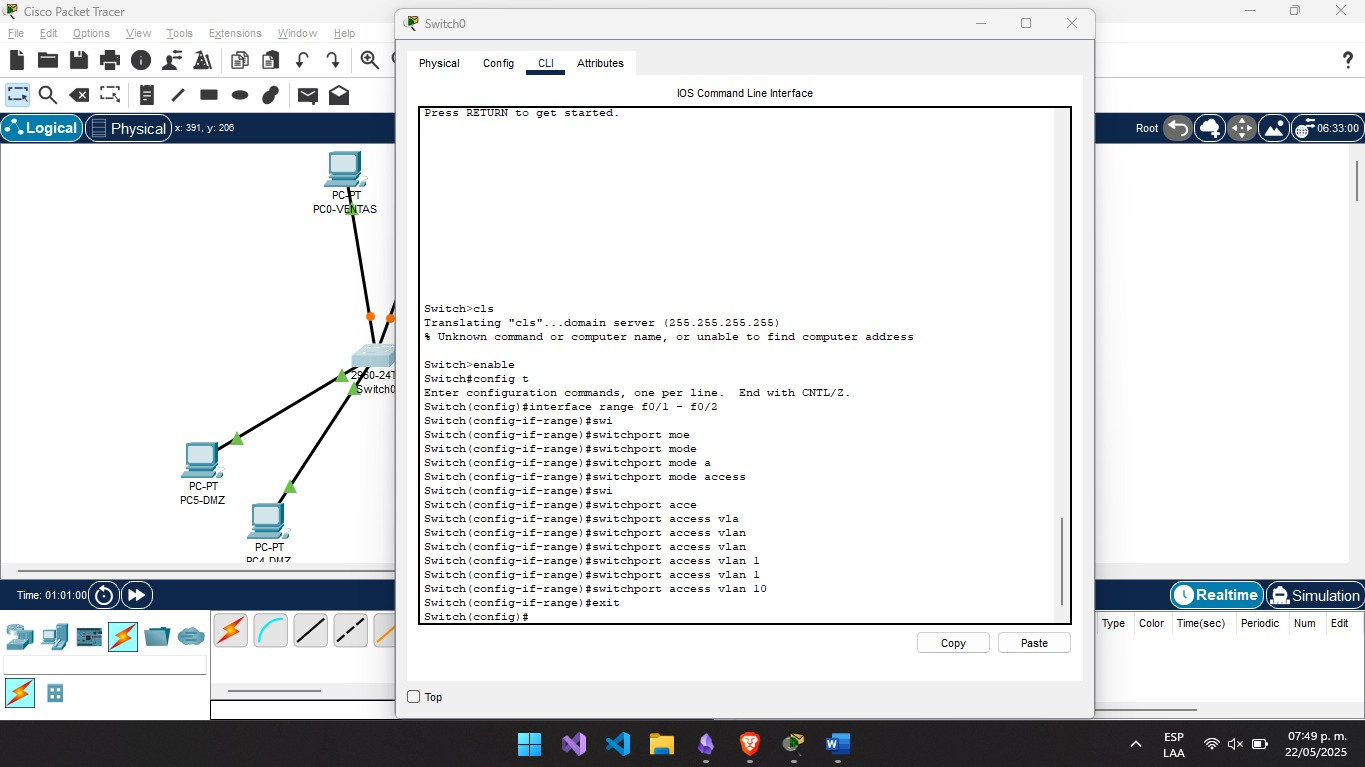 Cisco Packet Tracer
File Edit Options View Tools Extensions Window Help
Logical
Physical
x: 391, y: 206
Root
06:33:00
PC-PT
PC0-VENTAS
2960-24T
Switch0
PC-PT
PC5-DMZ
PC-PT
PC4-DMZ
Switch0
Physical Config CLI Attributes
IOS Command Line Interface
Press RETURN to get started.
Switch>cls
Translating "cls"...domain server (255.255.255.255)
% Unknown command or computer name, or unable to find computer address
Switch>enable
Switch#config t
Enter configuration commands, one per line. End with CNTL/Z.
Switch(config)#interface range f0/1 - f0/2
Switch(config-if-range)#swi
Switch(config-if-range)#switchport moe
Switch(config-if-range)#switchport mode
Switch(config-if-range)#switchport mode a
Switch(config-if-range)#switchport mode access
Switch(config-if-range)#swi
Switch(config-if-range)#switchport acce
Switch(config-if-range)#switchport access vla
Switch(config-if-range)#switchport access vlan
Switch(config-if-range)#switchport access vlan
Switch(config-if-range)#switchport access vlan 1
Switch(config-if-range)#switchport access vlan 1
Switch(config-if-range)#switchport access vlan 10
Switch(config-if-range)#exit
Switch(config)#
Copy
Paste
Top
Time: 01:01:00
Realtime
Simulation
Type Color Time(sec) Periodic Num Edit
ESP
LAA
07:49 p. m.
22/05/2025